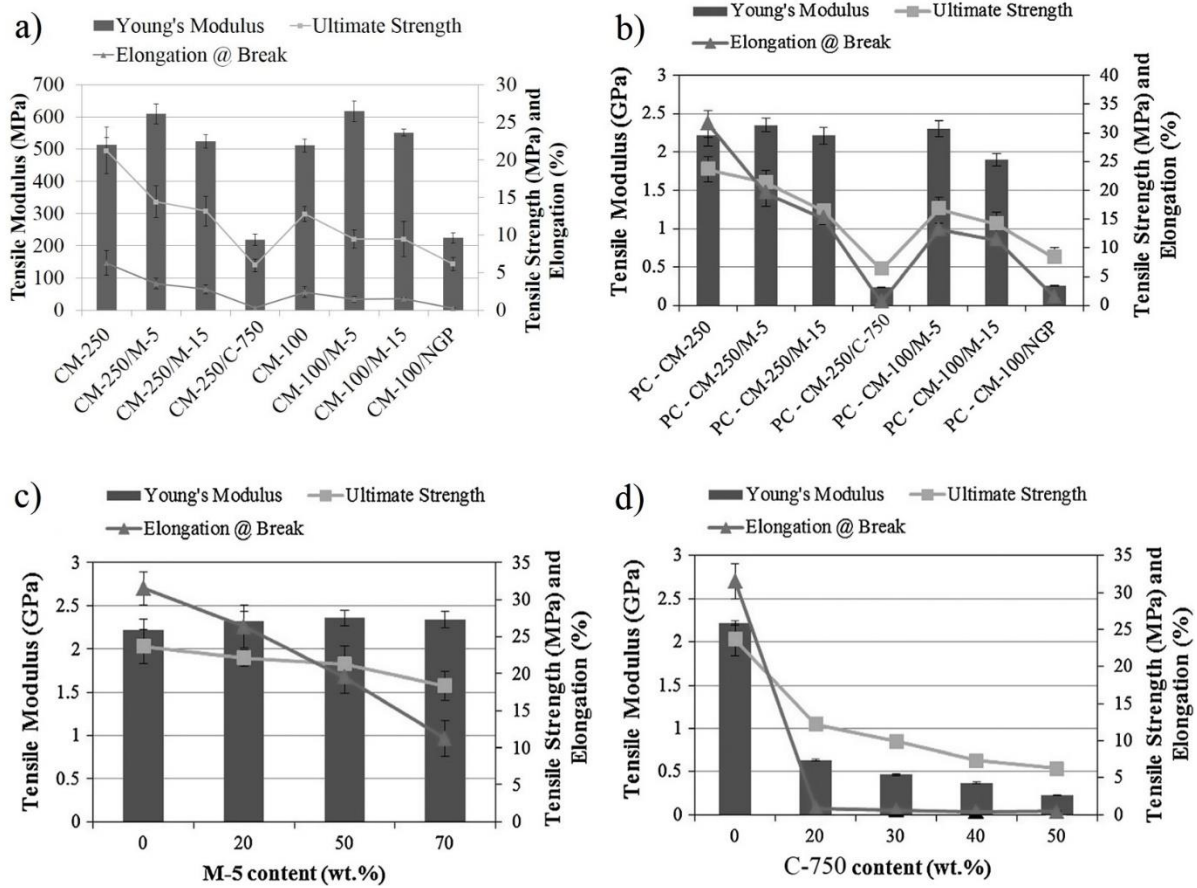 a)
Young's Modulus
Ultimate Strength
Elongation @ Break
Tensile Modulus (MPa)
700
600
500
400
300
200
100
0
30
25
20
15
10
5
0
Tensile Strength (MPa) and
Elongation (%)
CM-250
CM-250/M-5
CM-250/M-15
CM-250/C-750
CM-100
CM-100/M-5
CM-100/M-15
CM-100/NGP
b)
Young's Modulus
Ultimate Strength
Elongation @ Break
Tensile Modulus (GPa)
3
2.5
2
1.5
1
0.5
0
40
35
30
25
20
15
10
5
0
Tensile Strength (MPa) and
Elongation (%)
PC - CM-250
PC - CM-250/M-5
PC - CM-250/M-15
PC - CM-250/C-750
PC - CM-100/M-5
PC - CM-100/M-15
PC - CM-100/NGP
c)
Young's Modulus
Ultimate Strength
Elongation @ Break
Tensile Modulus (GPa)
3
2.5
2
1.5
1
0.5
0
35
30
25
20
15
10
5
0
Tensile Strength (MPa) and
Elongation (%)
0 20 50 70
M-5 content (wt.%)
d)
Young's Modulus
Ultimate Strength
Elongation @ Break
Tensile Modulus (GPa)
3
2.5
2
1.5
1
0.5
0
35
30
25
20
15
10
5
0
Tensile Strength (MPa) and
Elongation (%)
0 20 30 40 50
C-750 content (wt.%)